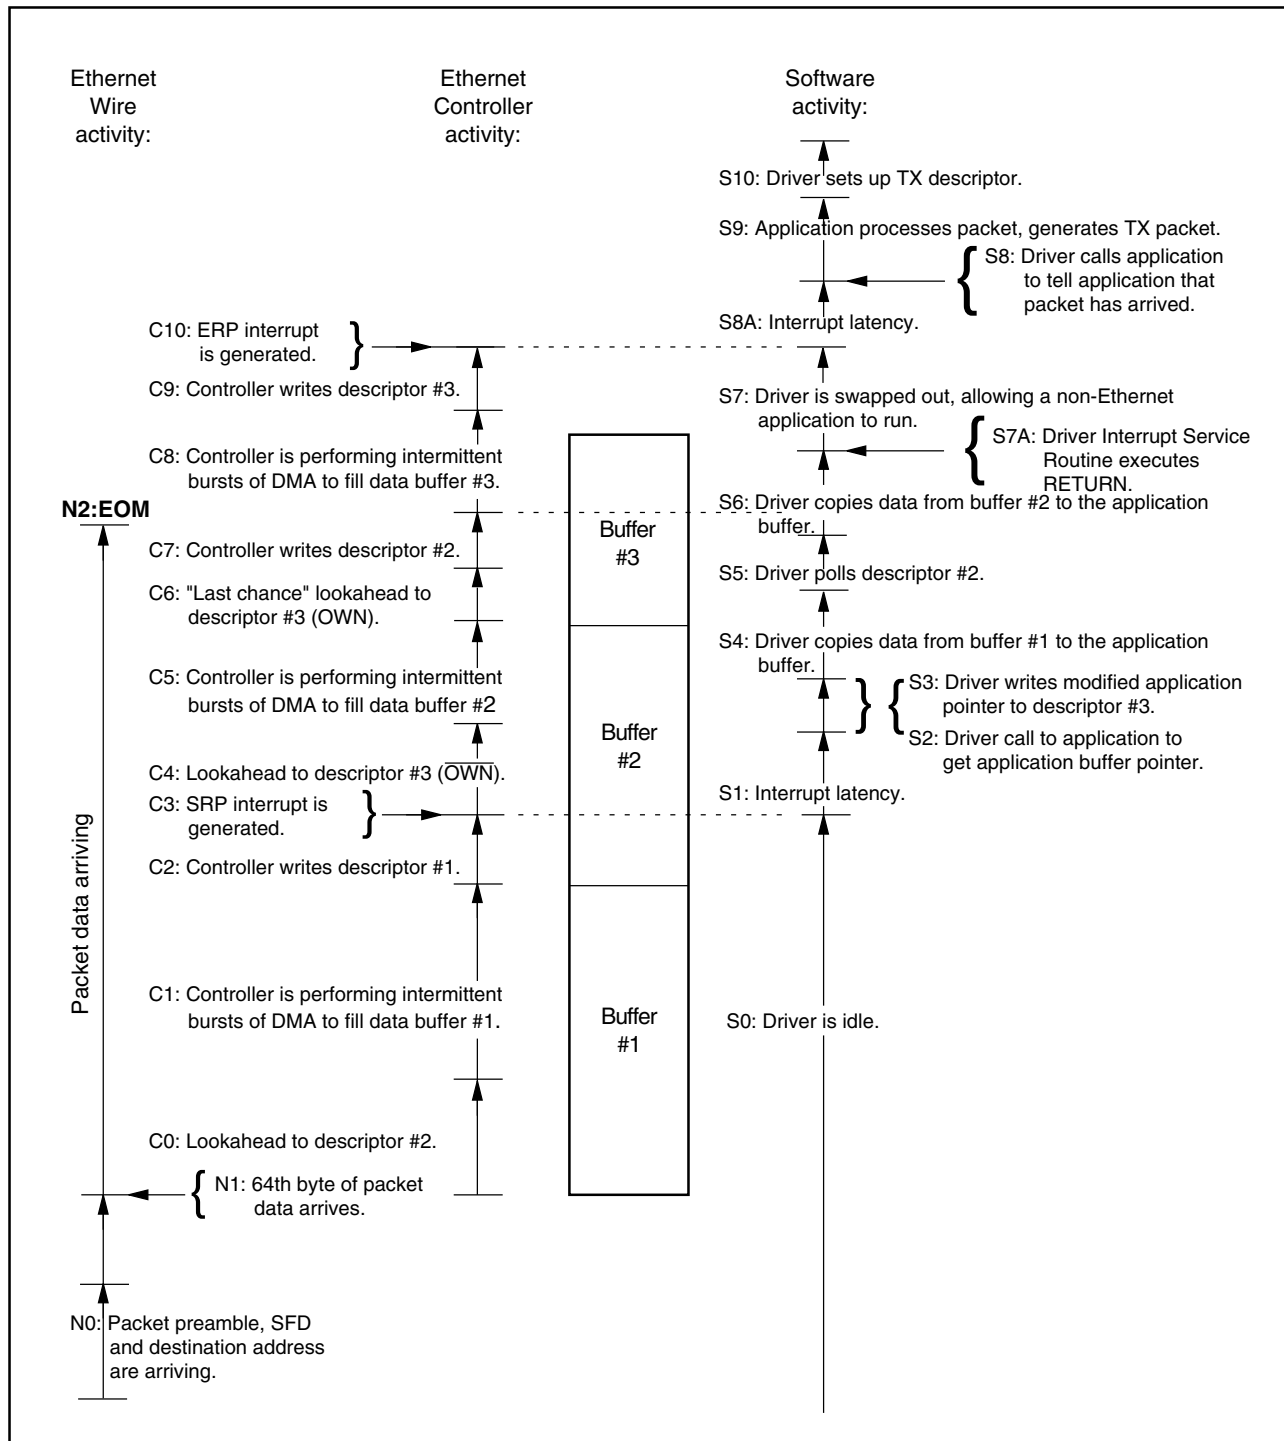 Ethernet
Wire
activity:
Ethernet
Controller
activity:
Software
activity:
S10: Driver sets up TX descriptor.
S9: Application processes packet, generates TX packet.
S8: Driver calls application
to tell application that
packet has arrived.
S8A: Interrupt latency.
C10: ERP interrupt
is generated.
C9: Controller writes descriptor #3.
S7: Driver is swapped out, allowing a non-Ethernet
application to run.
S7A: Driver Interrupt Service
Routine executes
RETURN.
C8: Controller is performing intermittent
bursts of DMA to fill data buffer #3.
N2:EOM
S6: Driver copies data from buffer #2 to the application
buffer.
Buffer
#3
C7: Controller writes descriptor #2.
S5: Driver polls descriptor #2.
C6: "Last chance" lookahead to
descriptor #3 (OWN).
S4: Driver copies data from buffer #1 to the application
buffer.
C5: Controller is performing intermittent
bursts of DMA to fill data buffer #2
S3: Driver writes modified application
pointer to descriptor #3.
Buffer
#2
S2: Driver call to application to
get application buffer pointer.
C4: Lookahead to descriptor #3 (O̅W̅N̅).
S1: Interrupt latency.
C3: SRP interrupt is
generated.
C2: Controller writes descriptor #1.
Packet data arriving
C1: Controller is performing intermittent
bursts of DMA to fill data buffer #1.
Buffer
#1
S0: Driver is idle.
C0: Lookahead to descriptor #2.
N1: 64th byte of packet
data arrives.
N0: Packet preamble, SFD
and destination address
are arriving.